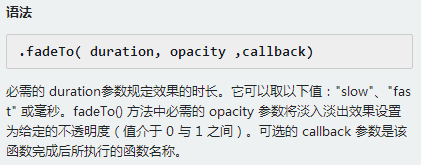 语法
.fadeTo( duration, opacity ,callback)
必需的 duration参数规定效果的时长。它可以取以下值："slow"、"fas
t" 或毫秒。fadeTo() 方法中必需的 opacity 参数将淡入淡出效果设置
为给定的不透明度（值介于 0 与 1 之间）。可选的 callback 参数是该
函数完成后所执行的函数名称。